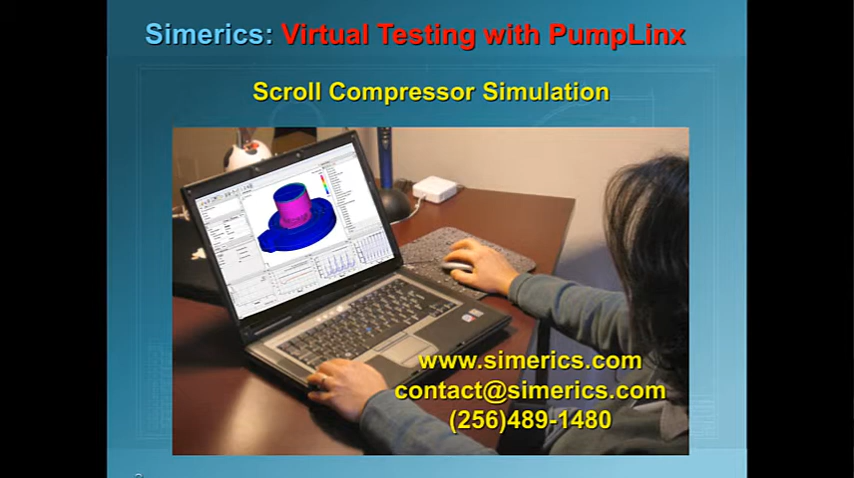 Simerics: Virtual Testing with PumpLinx
Scroll Compressor Simulation
www.simerics.com
contact@simerics.com
(256)489-1480